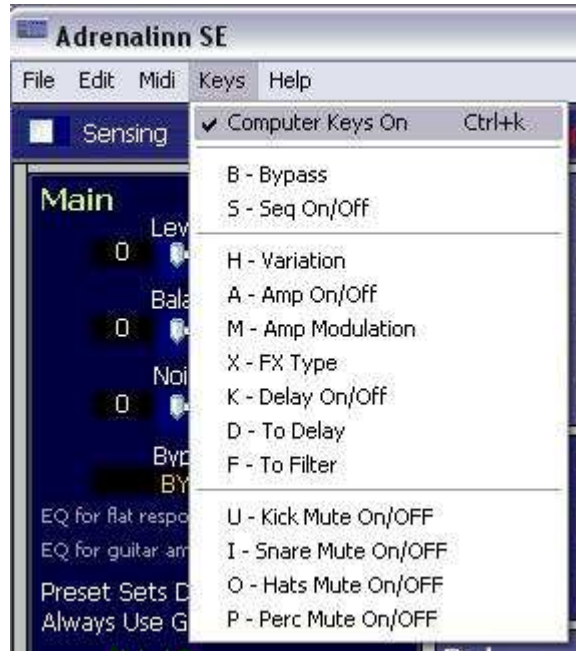 Adrenalinn SE
File Edit Midi Keys Help
Computer Keys On Ctrl+k
Sensing
B - Bypass
Main
S - Seq On/Off
0
H - Variation
A - Amp On/Off
0
M - Amp Modulation
X - FX Type
0
K - Delay On/Off
D - To Delay
F - To Filter
EQ for flat
U - Kick Mute On/OFF
EQ for guitar
I - Snare Mute On/OFF
Preset Sets
O - Hats Mute On/OFF
Always Use
P - Perc Mute On/OFF